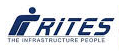 RITES
THE INFRASTRUCTURE PEOPLE